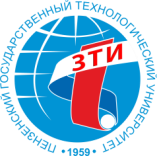 ПЕНЗЕНСКИЙ ГОСУДАРСТВЕННЫЙ ТЕХНОЛОГИЧЕСКИЙ УНИВЕРСИТЕТ
ЗТИ
• 1959 •